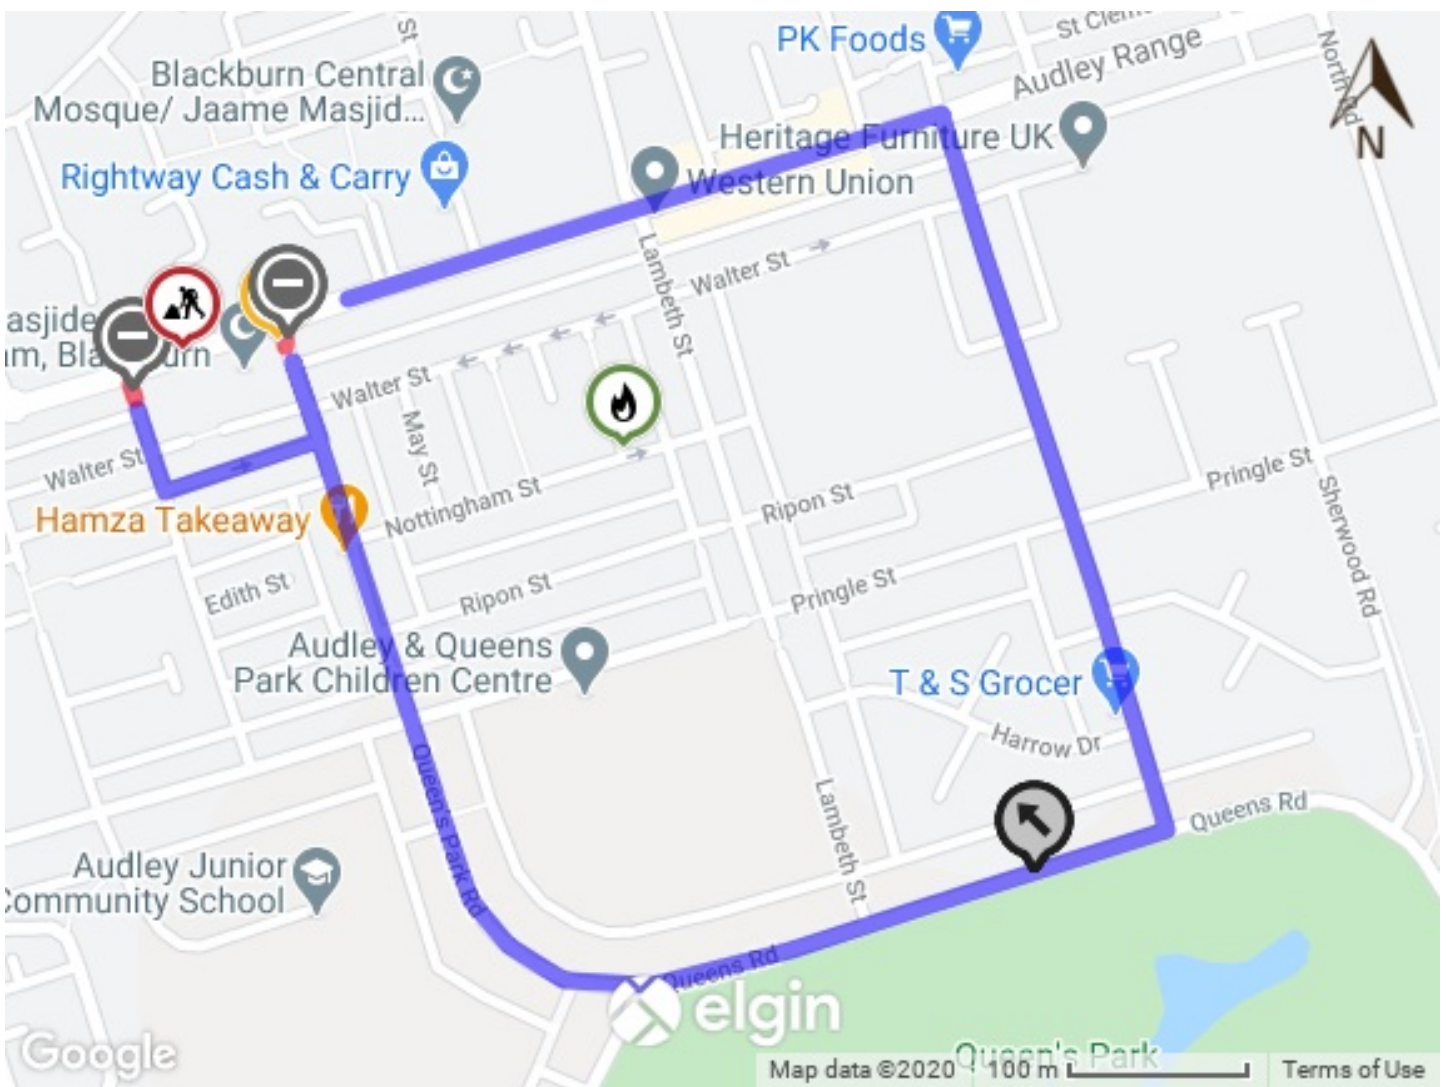 St
PK Foods
St Clem
Audley Range
North Rd
Blackburn Central
Mosque/ Jaame Masjid...
N
Heritage Furniture UK
Rightway Cash & Carry
Western Union
Lambeth St
Walter St
asjide
am, Bla urn
Walter St
May St
Walter St
Pringle St
Sherwood Rd
Nottingham St
Ripon St
Hamza Takeaway
Edith St
Ripon St
Pringle St
Audley & Queens
Park Children Centre
T & S Grocer
Harrow Dr
Queen's Park Rd
Lambeth St
Queens Rd
Audley Junior
Community School
Queens Rd
elgin
Google
Queen's Park
Map data ©2020 100 m Terms of Use